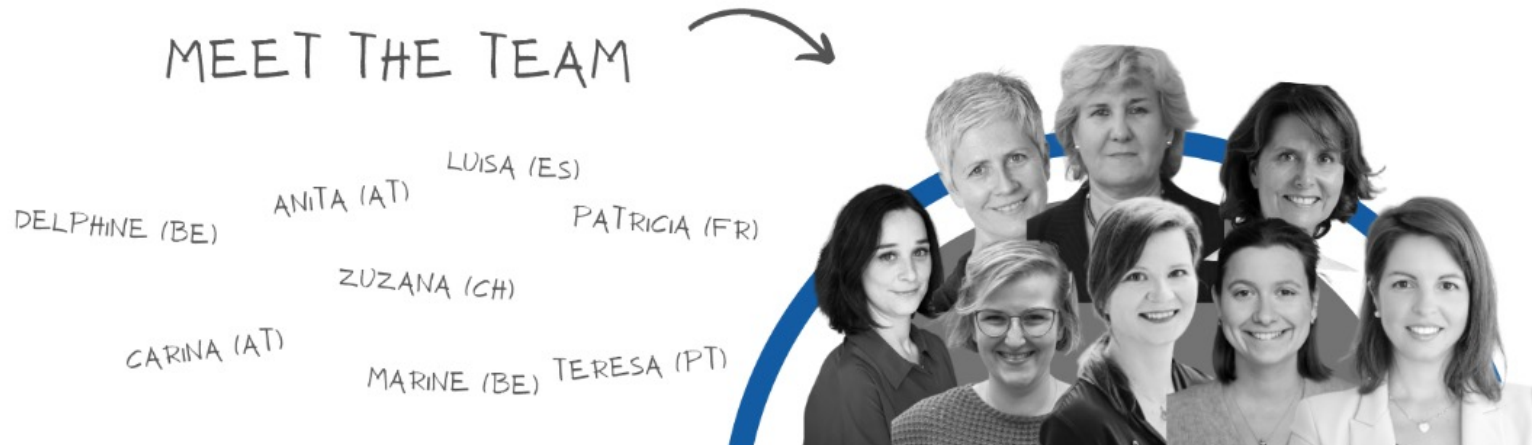 MEET THE TEAM
LUISA (ES)
ANITA (AT)
DELPHINE (BE)
PATRICIA (FR)
ZUZANA (CH)
CARINA (AT)
MARINE (BE)
TERESA (PT)